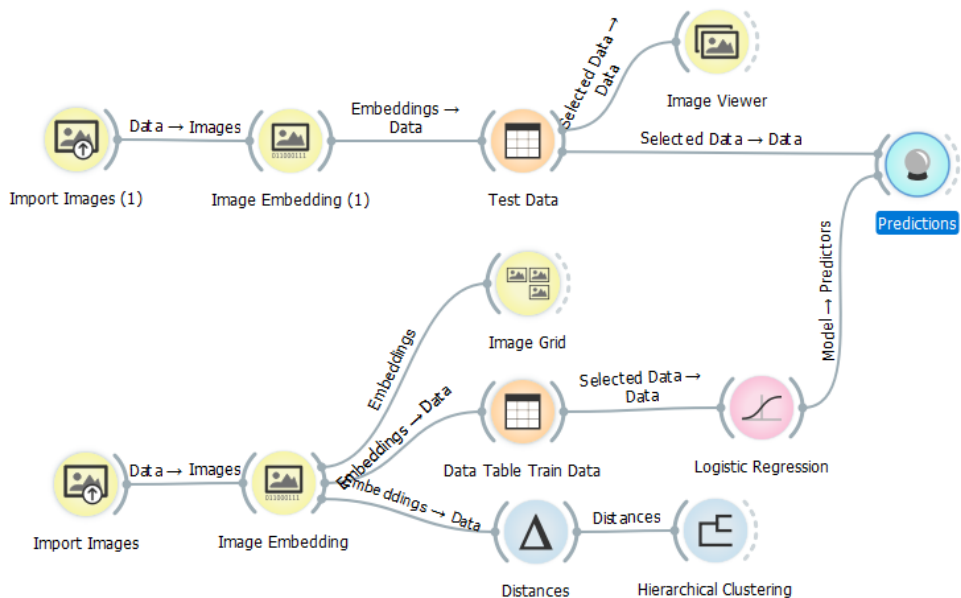 Selected Data →
Data
Image Viewer
Data → Images
Embeddings →
Data
Selected Data → Data
Import Images (1)
Image Embedding (1)
011000111
Test Data
Predictions
Model → Predictors
Embeddings
Image Grid
Embeddings → Data
Selected Data →
Data
Data Table Train Data
Logistic Regression
Data → Images
011000111
Import Images
Image Embedding
Embeddings → Data
Distances
Distances
Hierarchical Clustering